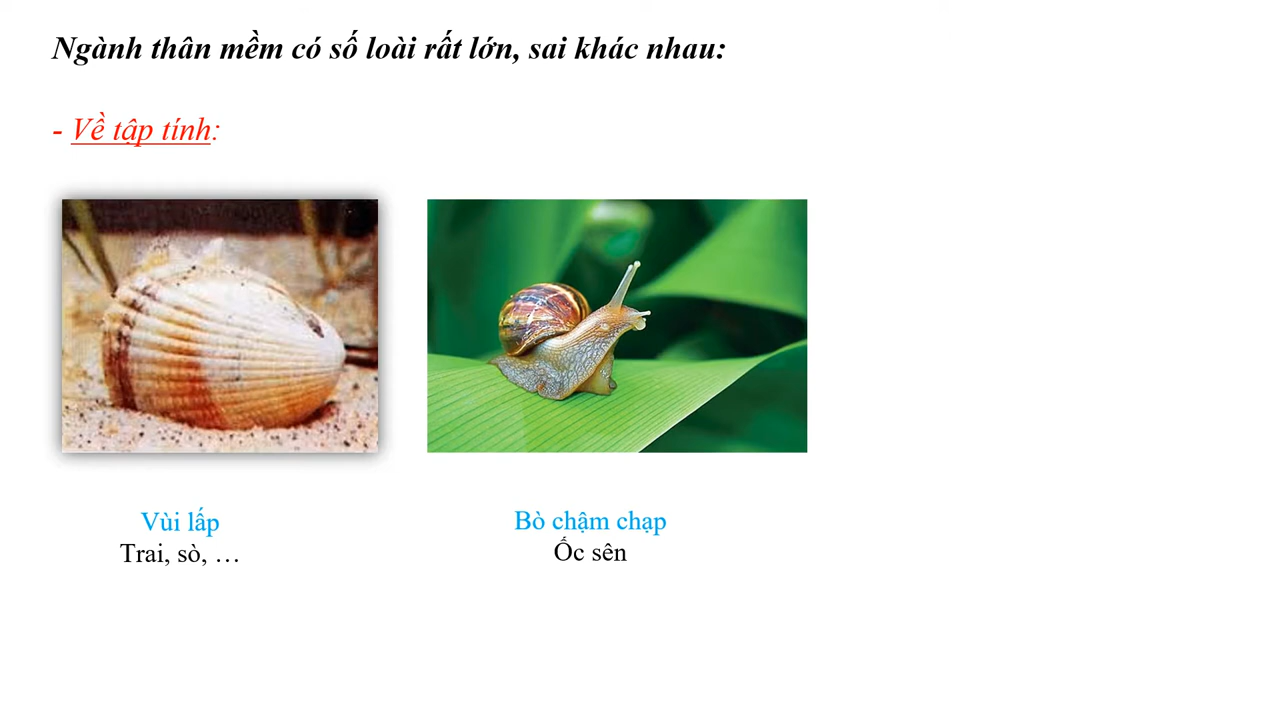 Ngành thân mềm có số loài rất lớn, sai khác nhau:
- Về tập tính:
Vùi lấp
Trai, sò, …
Bò chậm chạp
Ốc sên